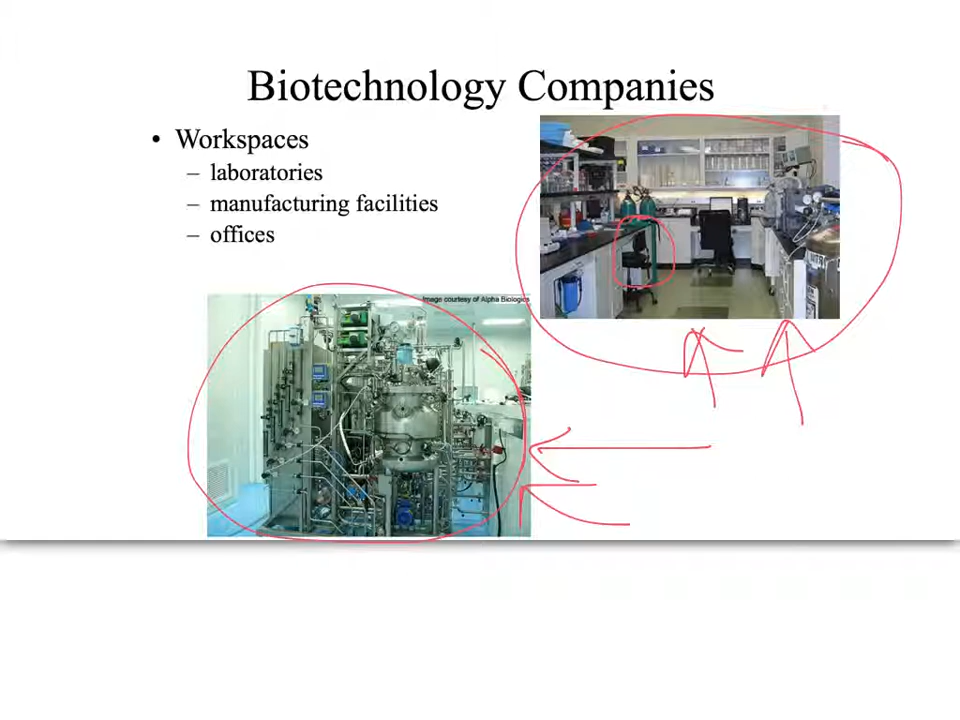 Biotechnology Companies
• Workspaces
– laboratories
– manufacturing facilities
– offices
Image courtesy of Alpha Biologics